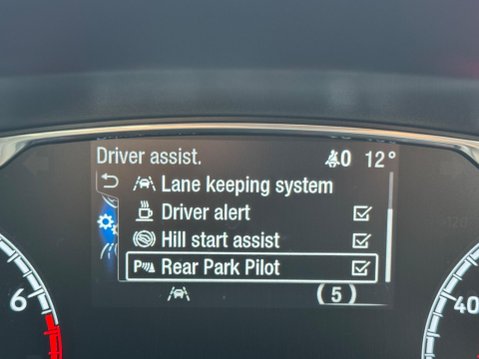 Driver assist. 0 12°
Lane keeping system
Driver alert
Hill start assist
P Rear Park Pilot
(5)
6
40